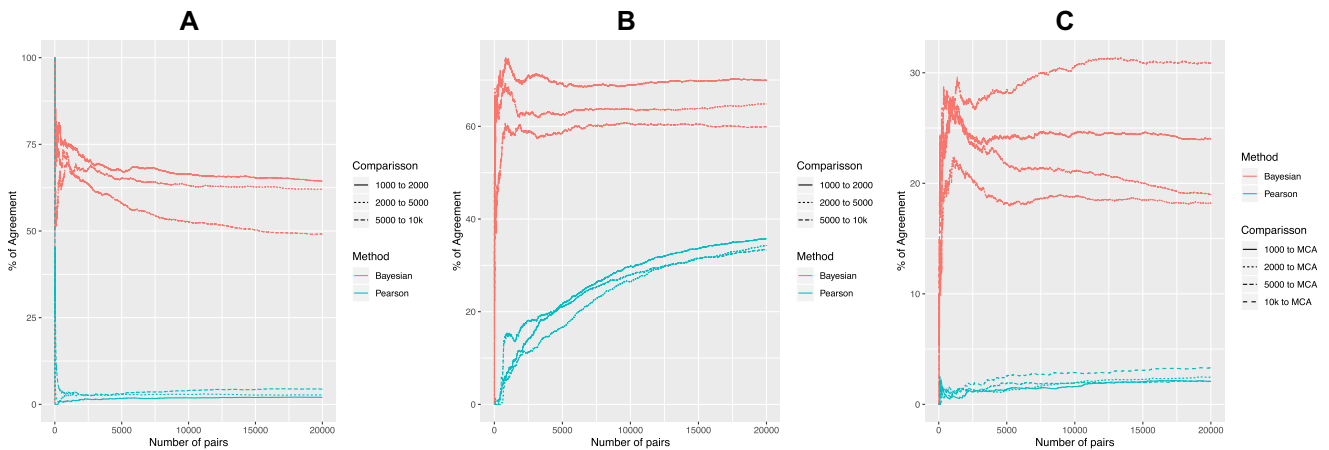 A
% of Agreement
100
75
50
25
0
0
5000
10000
15000
20000
Number of pairs
Comparisson
1000 to 2000
2000 to 5000
5000 to 10k
Method
Bayesian
Pearson
B
% of Agreement
60
40
20
0
0
5000
10000
15000
20000
Number of pairs
Comparisson
1000 to 2000
2000 to 5000
5000 to 10k
Method
Bayesian
Pearson
C
% of Agreement
30
20
10
0
0
5000
10000
15000
20000
Number of pairs
Method
Bayesian
Pearson
Comparisson
1000 to MCA
2000 to MCA
5000 to MCA
10k to MCA